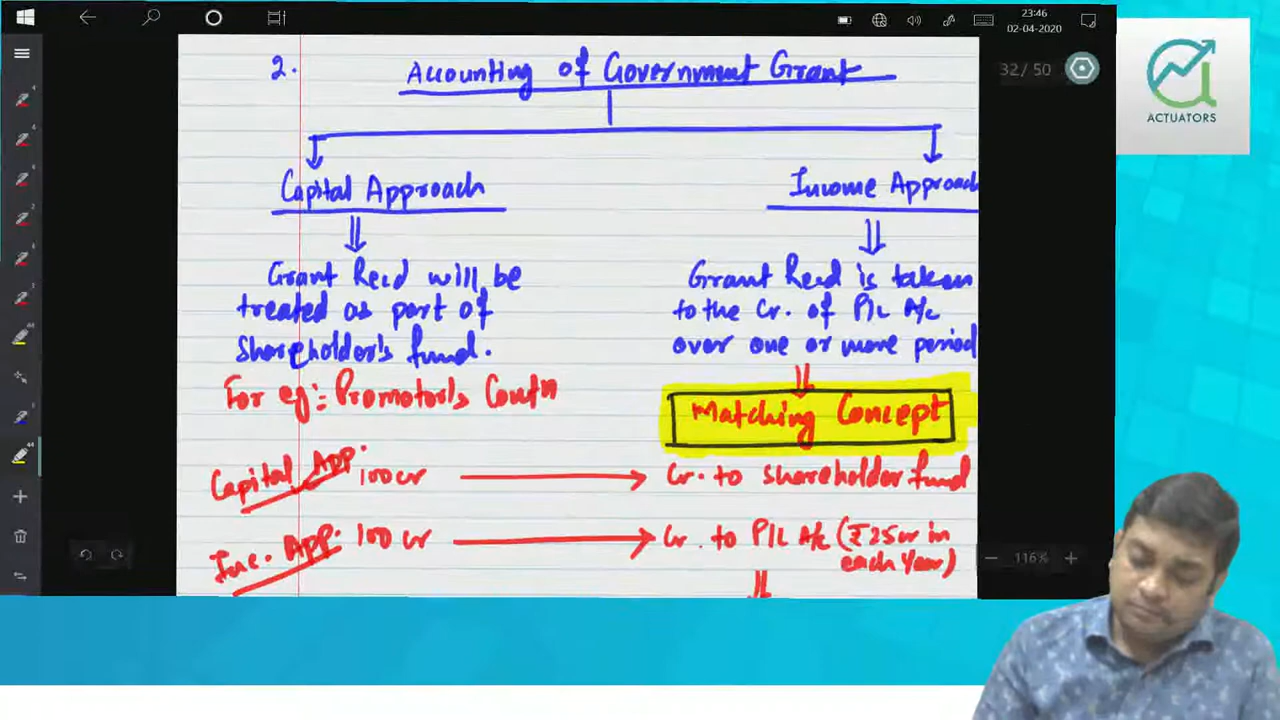 23:46
02-04-2020
32 / 50
ACTUATORS
2. Accounting of Government Grant
Capital Approach
Income Approach
Grant Recd will be
treated as part of
shareholder's fund.
For eg:- Promotor's Contn
Grant Recd is taken
to the Cr. of P/L A/c
over one or more period
Matching Concept
Capital App. 100 cr
Cr. to shareholder fund
Inc. App. 100 cr
Cr. to P/L A/c (₹25cr in
each Year)
116%